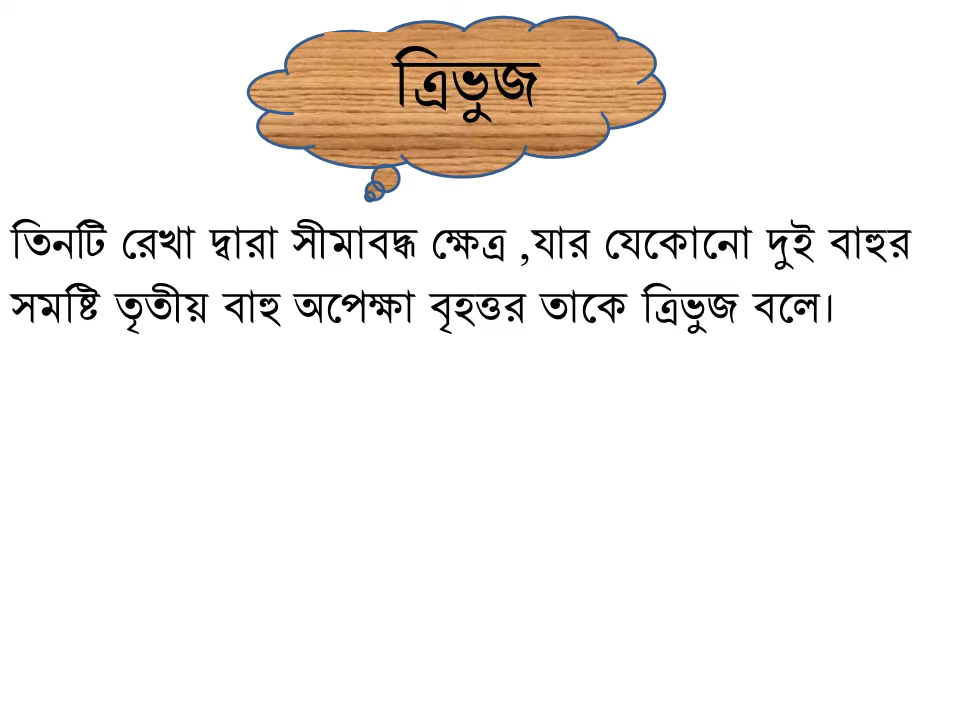 ত্রিভুজ
তিনটি রেখা দ্বারা সীমাবদ্ধ ক্ষেত্র ,যার যেকোনো দুই বাহুর
সমষ্টি তৃতীয় বাহু অপেক্ষা বৃহত্তর তাকে ত্রিভুজ বলে।